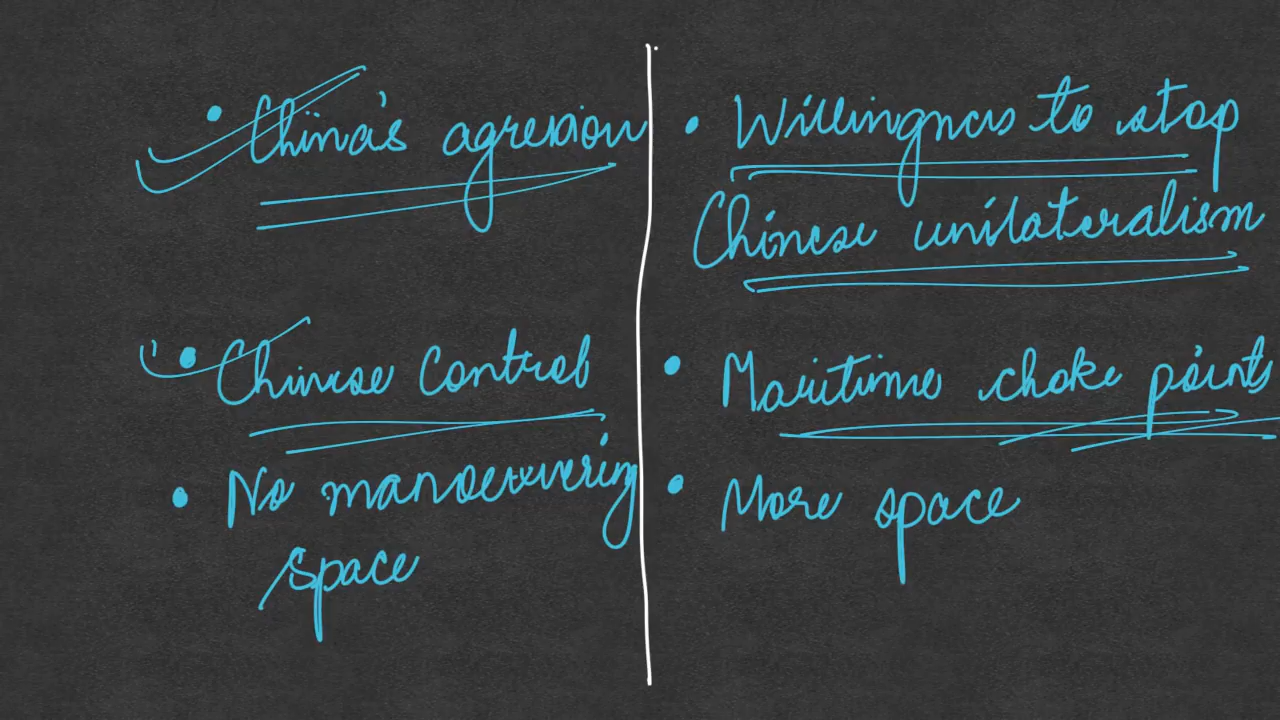 • China's agression
• Chinese Control
• No manoeuvering
space
• Willingness to stop
Chinese unilateralism
• Maritime choke points
• More space